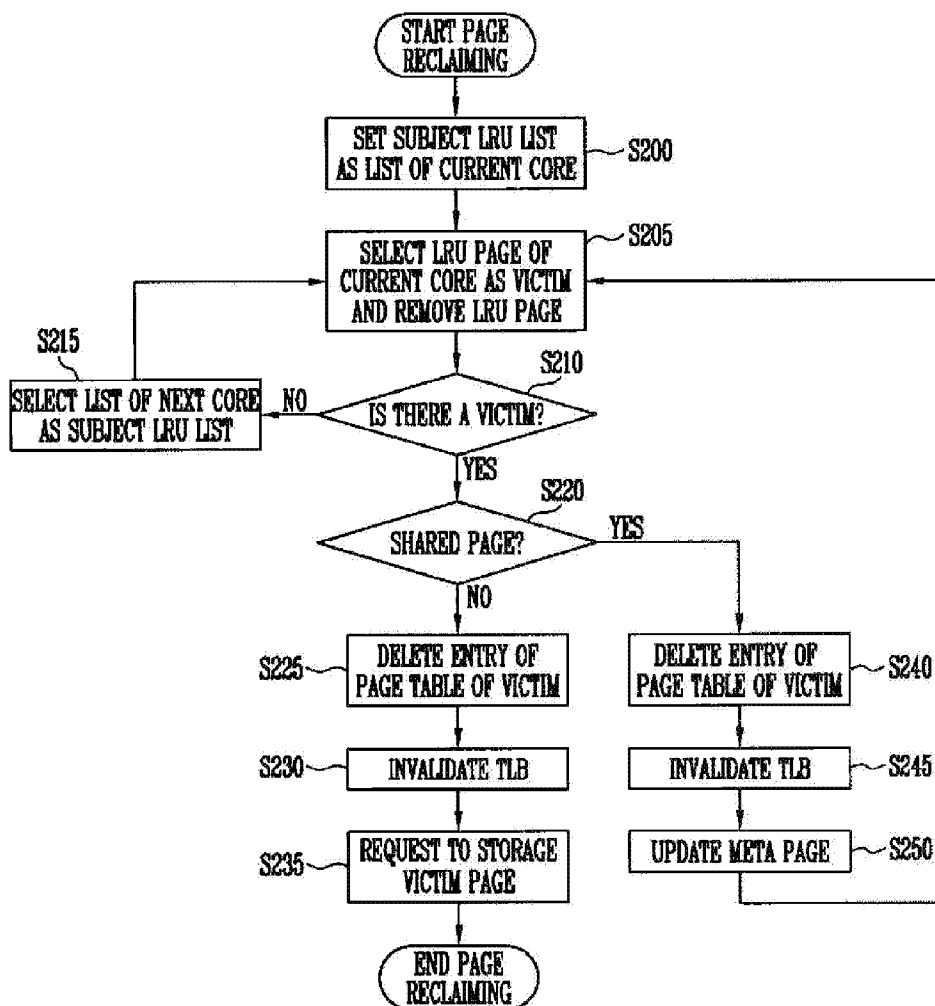 START PAGE
RECLAIMING
SET SUBJECT LRU LIST
AS LIST OF CURRENT CORE
S200
SELECT LRU PAGE OF
CURRENT CORE AS VICTIM
AND REMOVE LRU PAGE
S205
S215
SELECT LIST OF NEXT CORE
AS SUBJECT LRU LIST
NO
IS THERE A VICTIM?
S210
YES
SHARED PAGE?
S220
YES
NO
S225
DELETE ENTRY OF
PAGE TABLE OF VICTIM
DELETE ENTRY OF
PAGE TABLE OF VICTIM
S240
S230
INVALIDATE TLB
INVALIDATE TLB
S245
S235
REQUEST TO STORAGE
VICTIM PAGE
UPDATE META PAGE
S250
END PAGE
RECLAIMING